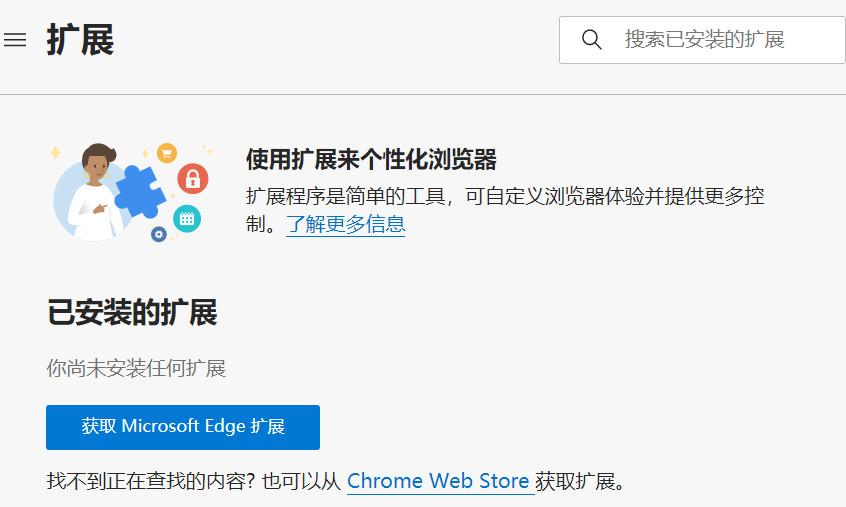 扩展
搜索已安装的扩展
使用扩展来个性化浏览器
扩展程序是简单的工具，可自定义浏览器体验并提供更多控
制。了解更多信息
已安装的扩展
你尚未安装任何扩展
获取 Microsoft Edge 扩展
找不到正在查找的内容? 也可以从 Chrome Web Store 获取扩展。